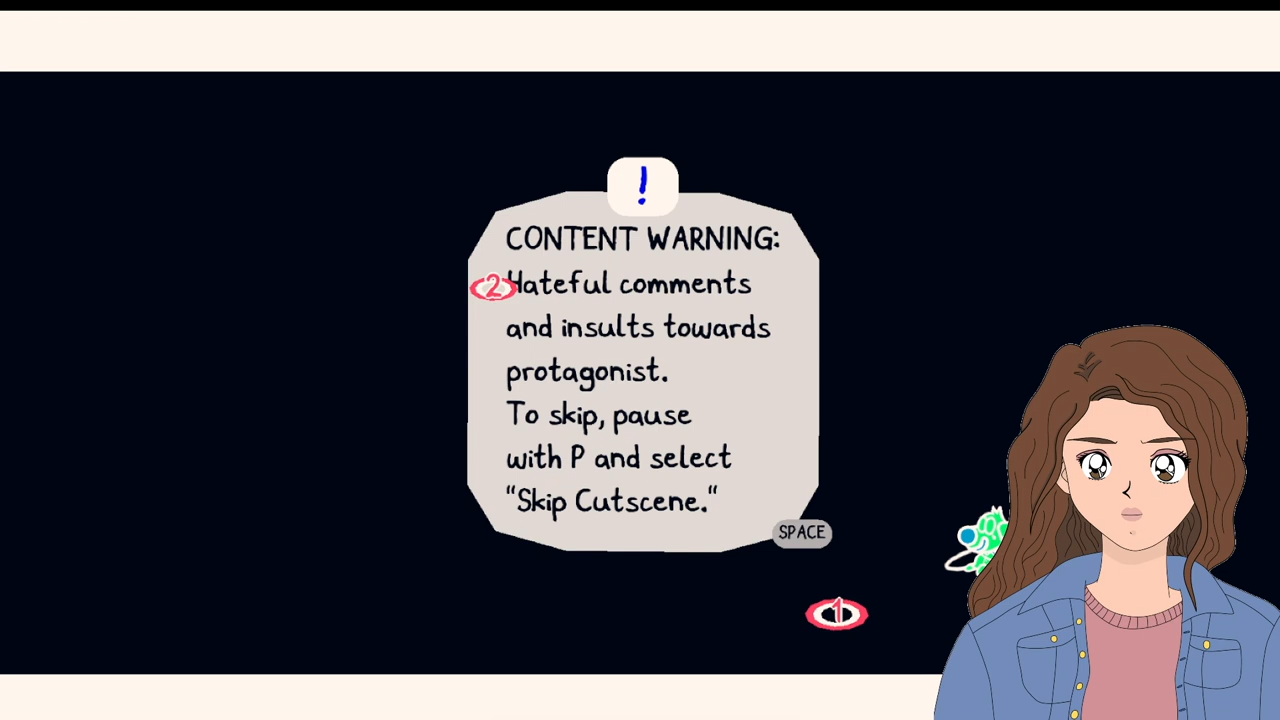 !
CONTENT WARNING:
Hateful comments
and insults towards
protagonist.
To skip, pause
with P and select
"Skip Cutscene."
SPACE
2
1